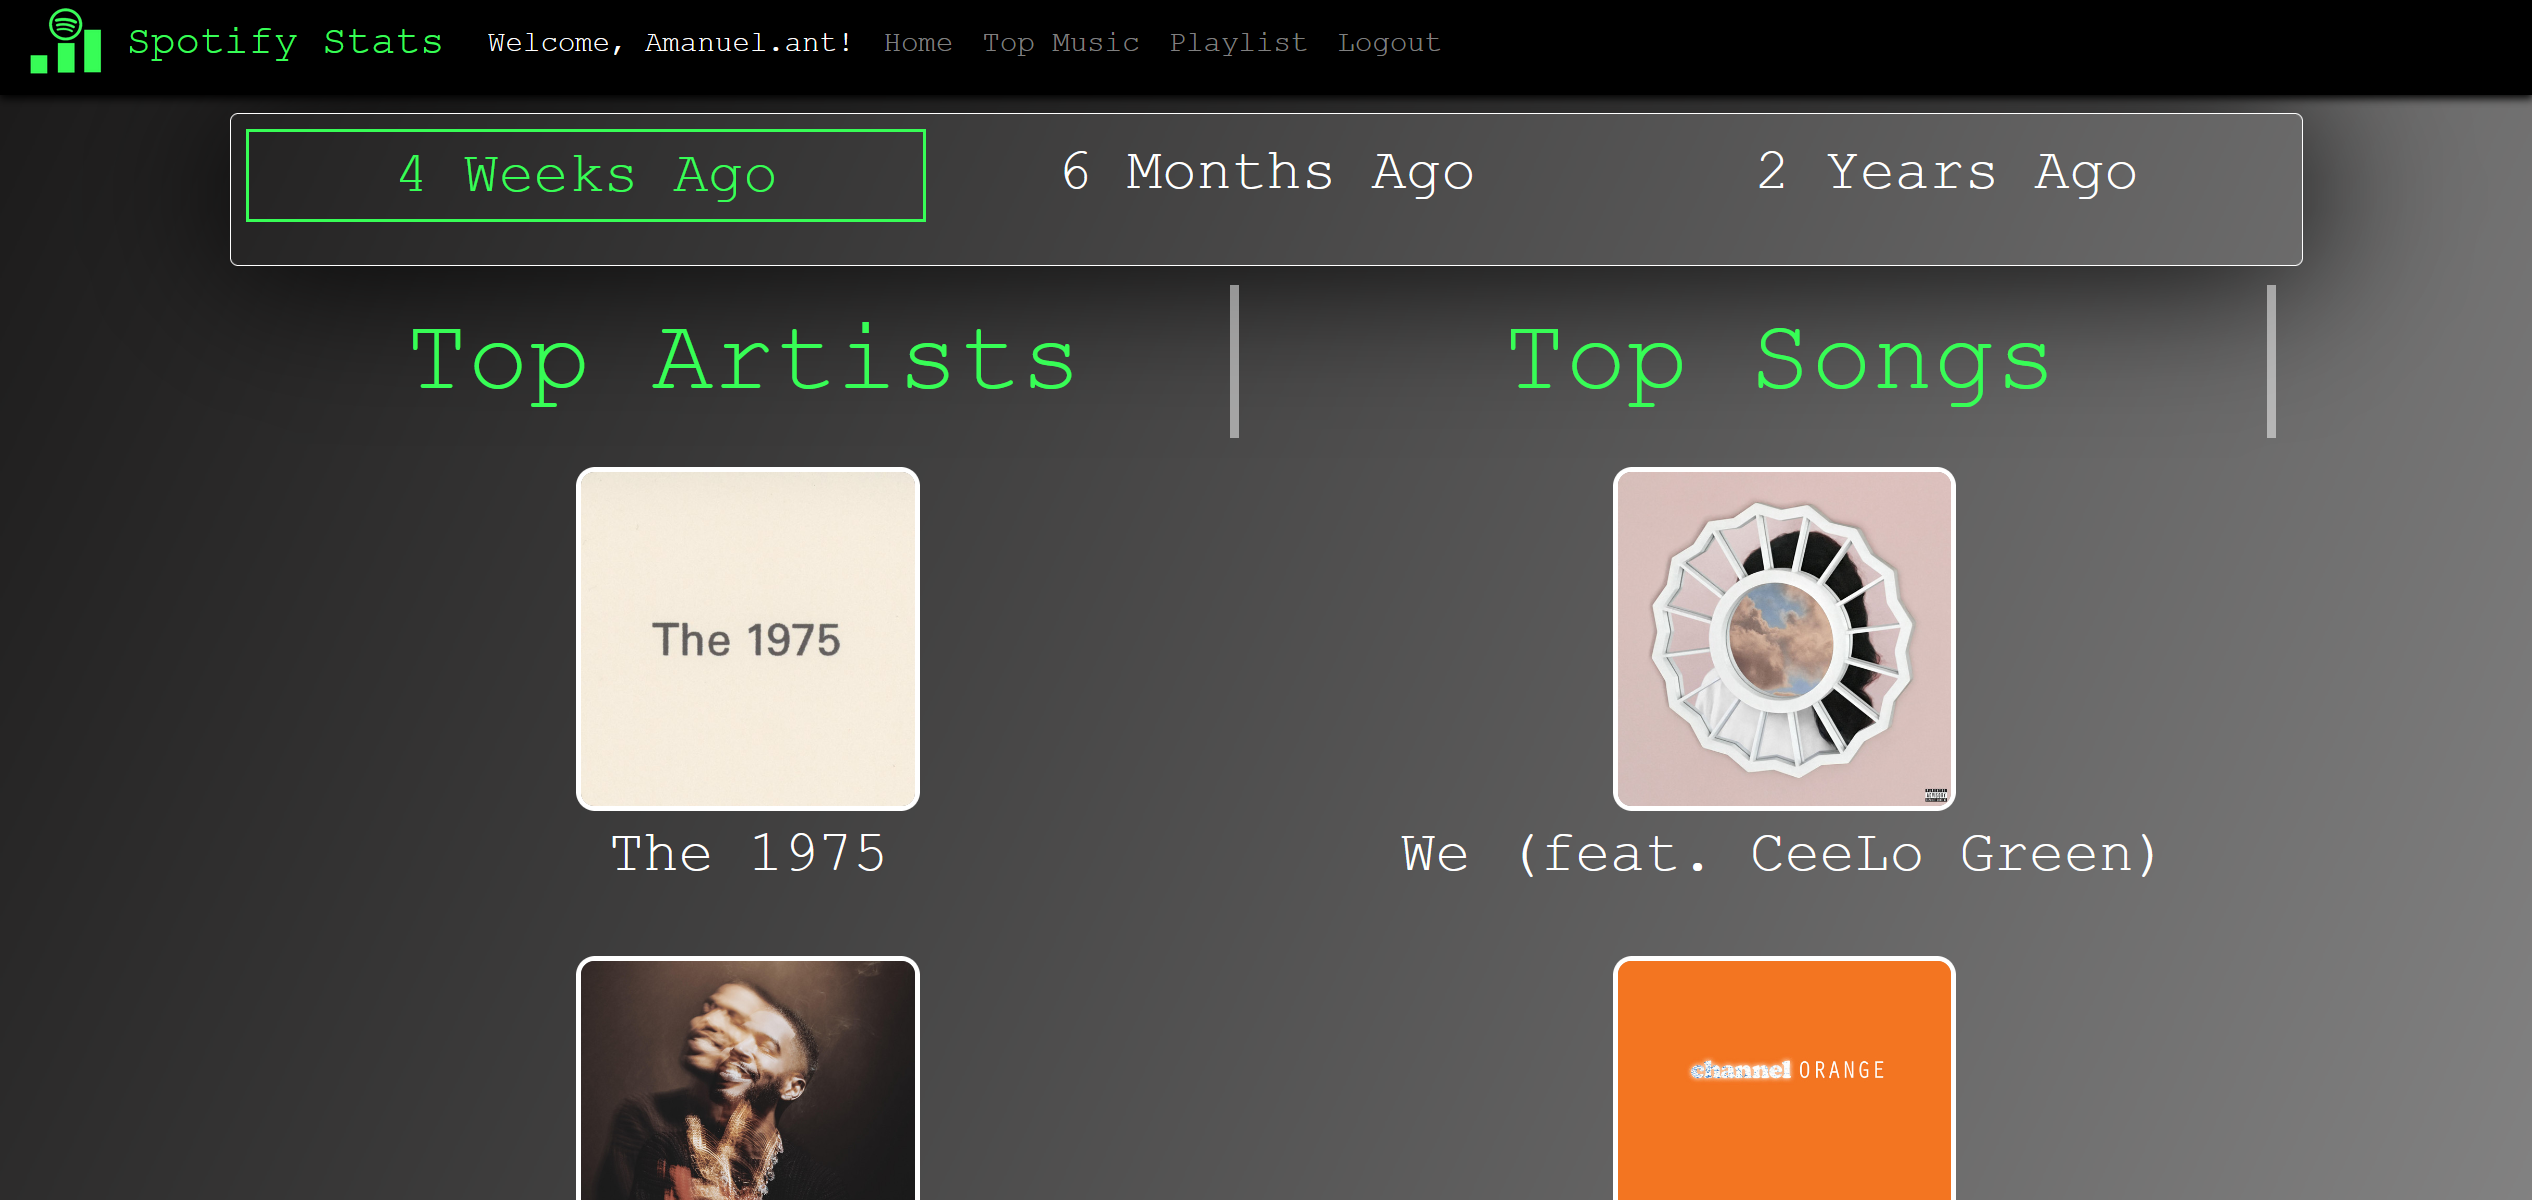 Spotify Stats Welcome, Amanuel.ant! Home Top Music Playlist Logout
4 Weeks Ago 6 Months Ago 2 Years Ago
Top Artists Top Songs
The 1975
The 1975 We (feat. CeeLo Green)
channel ORANGE